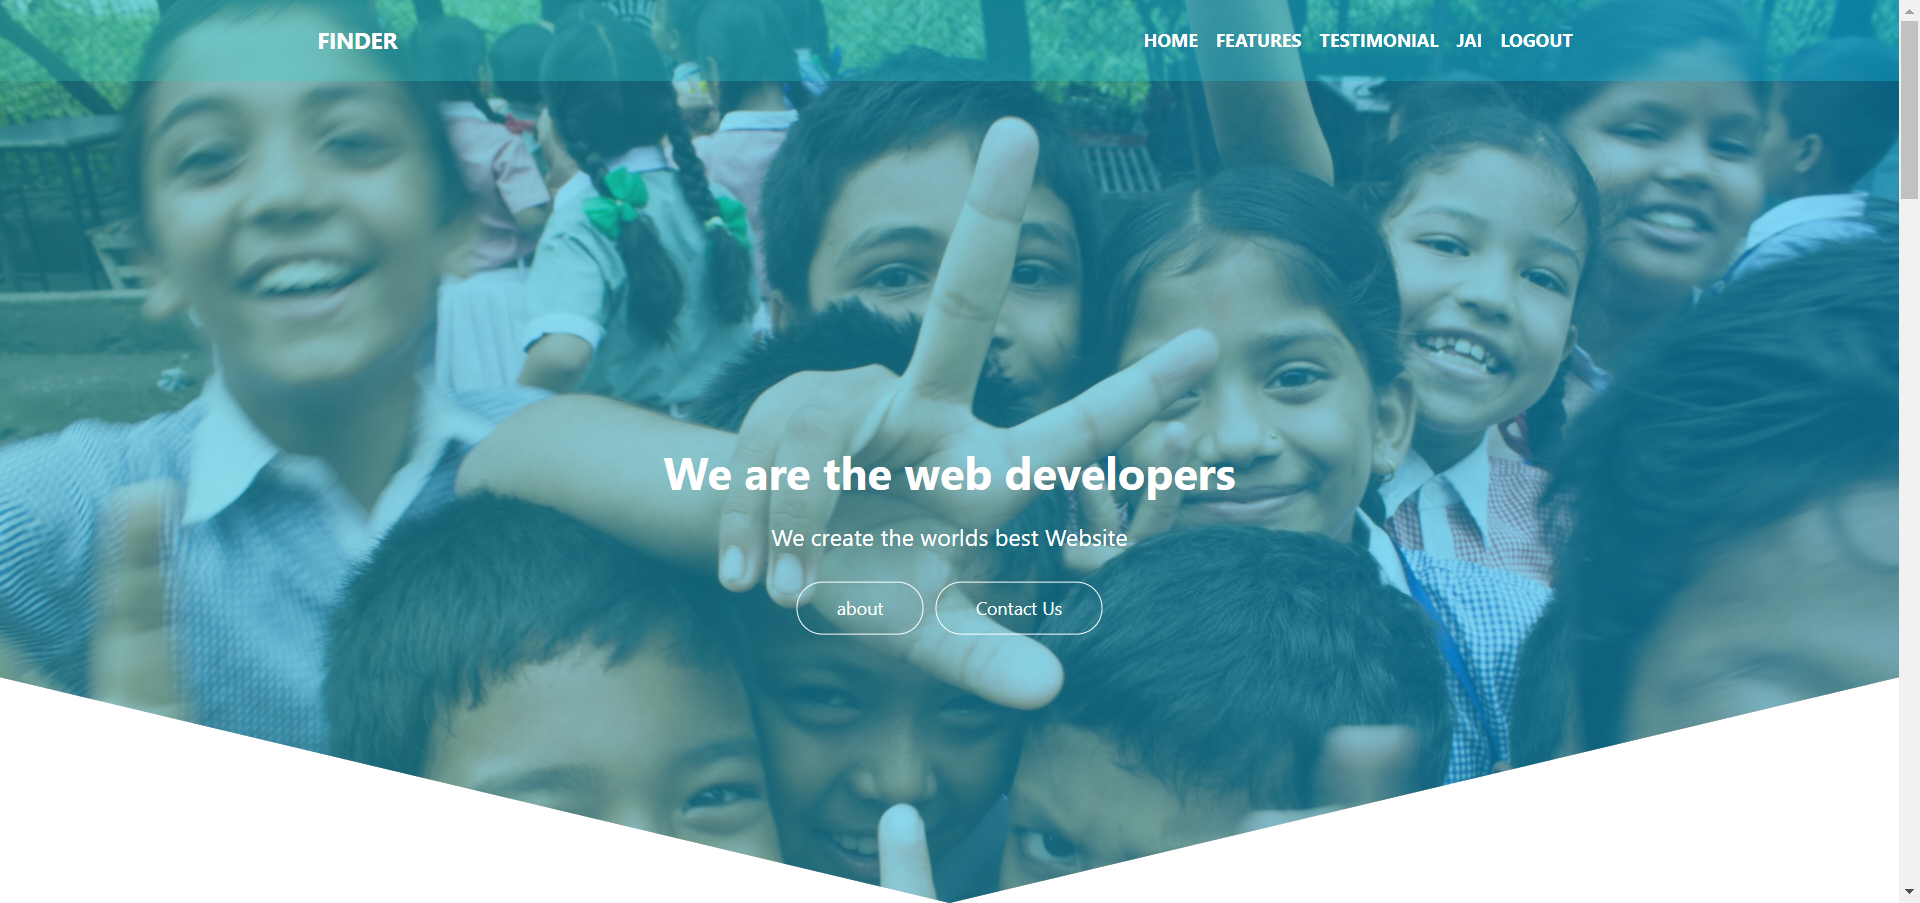 FINDER
HOME FEATURES TESTIMONIAL JAI LOGOUT
We are the web developers
We create the worlds best Website
about Contact Us